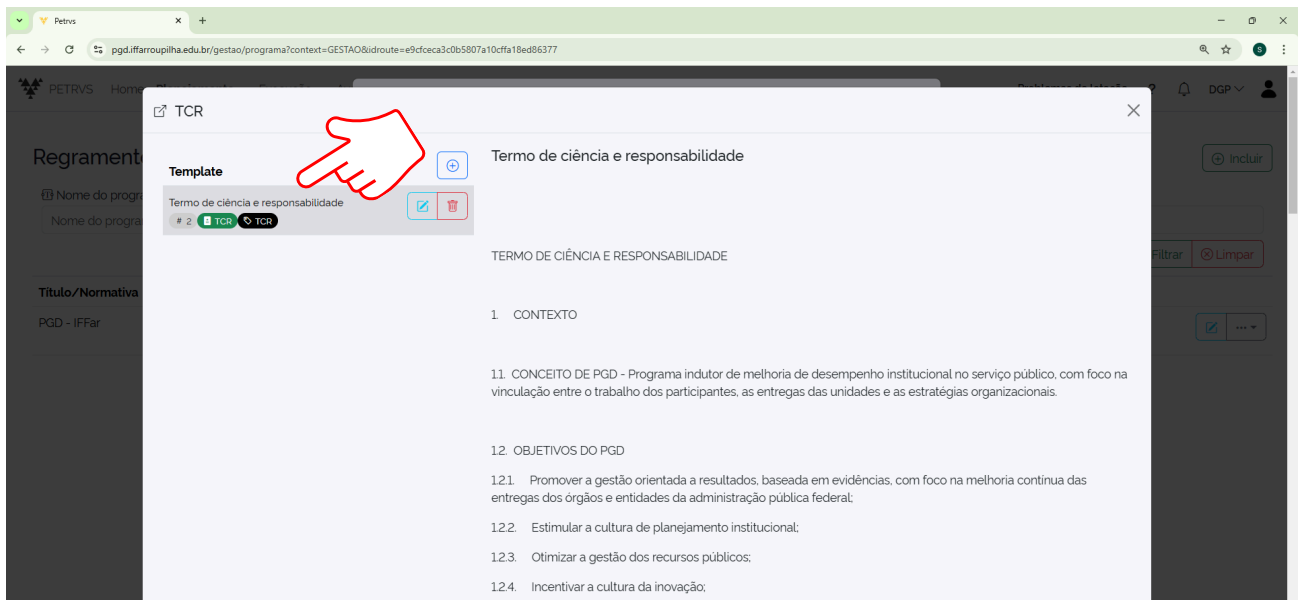 Petrvs
pgd.iffarroupilha.edu.br/gestao/programa?context=GESTAO&idroute=e9cfceca3c0b5807a10cffa18ed86377
S
PETRVS Home
DGP
TCR
Regrament
Incluir
Template
Termo de ciência e responsabilidade
# 2 TCR TCR
Nome do progra
Nome do progra
Filtrar Limpar
Título/Normativa
PGD - IFFar
Termo de ciência e responsabilidade
TERMO DE CIÊNCIA E RESPONSABILIDADE
1. CONTEXTO
1.1. CONCEITO DE PGD - Programa indutor de melhoria de desempenho institucional no serviço público, com foco na
vinculação entre o trabalho dos participantes, as entregas das unidades e as estratégias organizacionais.
1.2. OBJETIVOS DO PGD
1.2.1. Promover a gestão orientada a resultados, baseada em evidências, com foco na melhoria contínua das
entregas dos órgãos e entidades da administração pública federal;
1.2.2. Estimular a cultura de planejamento institucional;
1.2.3. Otimizar a gestão dos recursos públicos;
1.2.4. Incentivar a cultura da inovação;